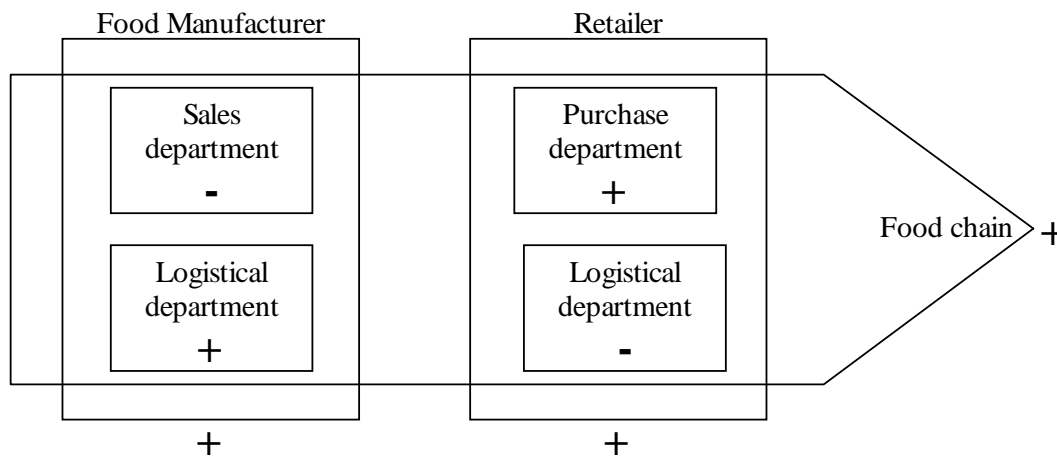 Food Manufacturer
Retailer
Sales
department
-
Purchase
department
+
Food chain
+
Logistical
department
+
Logistical
department
-
+
+